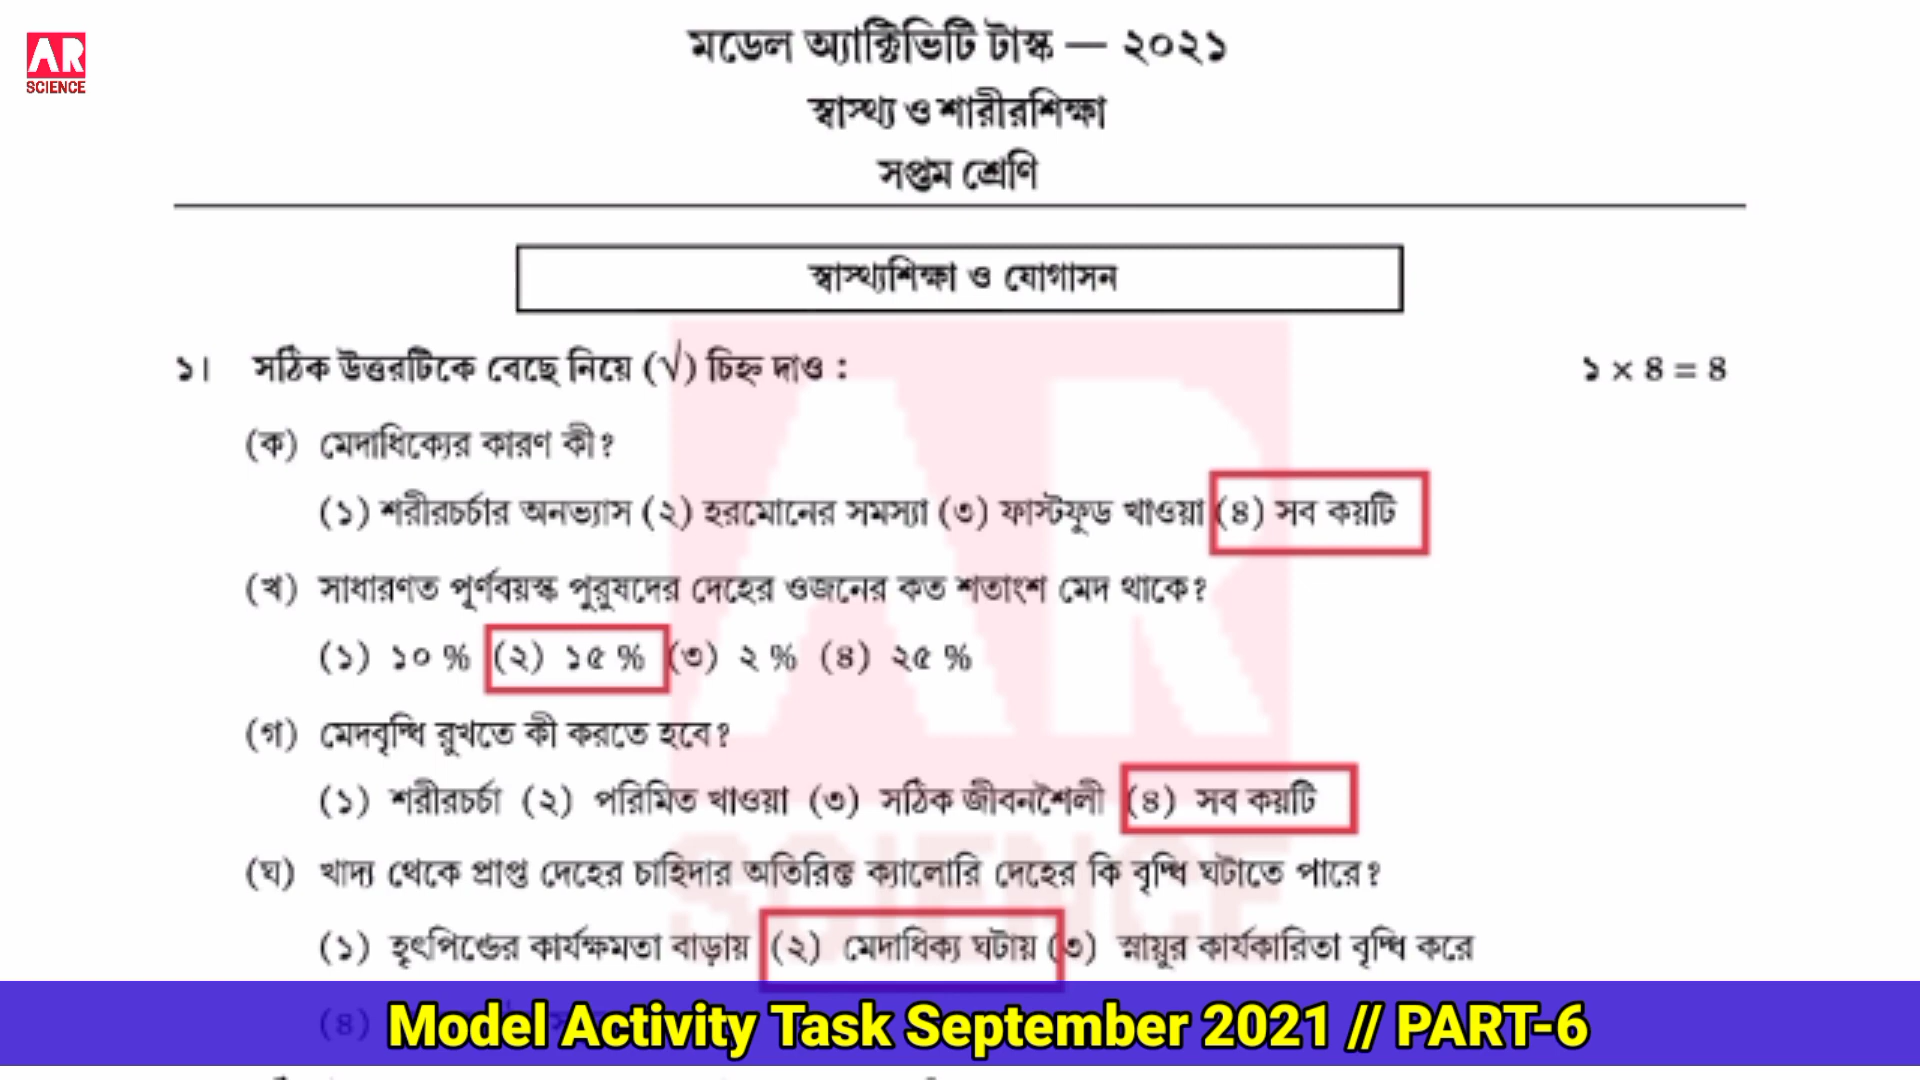 AR
SCIENCE
মডেল অ্যাক্টিভিটি টাস্ক — ২০২১
স্বাস্থ্য ও শারীরশিক্ষা
সপ্তম শ্রেণি
স্বাস্থ্যশিক্ষা ও যোগাসন
১। সঠিক উত্তরটিকে বেছে নিয়ে (√) চিহ্ন দাও : ১ × ৪ = ৪
(ক) মেদাধিক্যের কারণ কী?
(১) শরীরচর্চার অনভ্যাস (২) হরমোনের সমস্যা (৩) ফাস্টফুড খাওয়া (৪) সব কয়টি
(খ) সাধারণত পূর্ণবয়স্ক পুরুষদের দেহের ওজনের কত শতাংশ মেদ থাকে?
(১) ১০ % (২) ১৫ % (৩) ২ % (৪) ২৫ %
(গ) মেদবৃদ্ধি রুখতে কী করতে হবে?
(১) শরীরচর্চা (২) পরিমিত খাওয়া (৩) সঠিক জীবনশৈলী (৪) সব কয়টি
(ঘ) খাদ্য থেকে প্রাপ্ত দেহের চাহিদার অতিরিক্ত ক্যালোরি দেহের কি বৃদ্ধি ঘটাতে পারে?
(১) হৃৎপিণ্ডের কার্যক্ষমতা বাড়ায় (২) মেদাধিক্য ঘটায় (৩) স্নায়ুর কার্যকারিতা বৃদ্ধি করে
(৪)
Model Activity Task September 2021 // PART-6
AR
SCIENCE